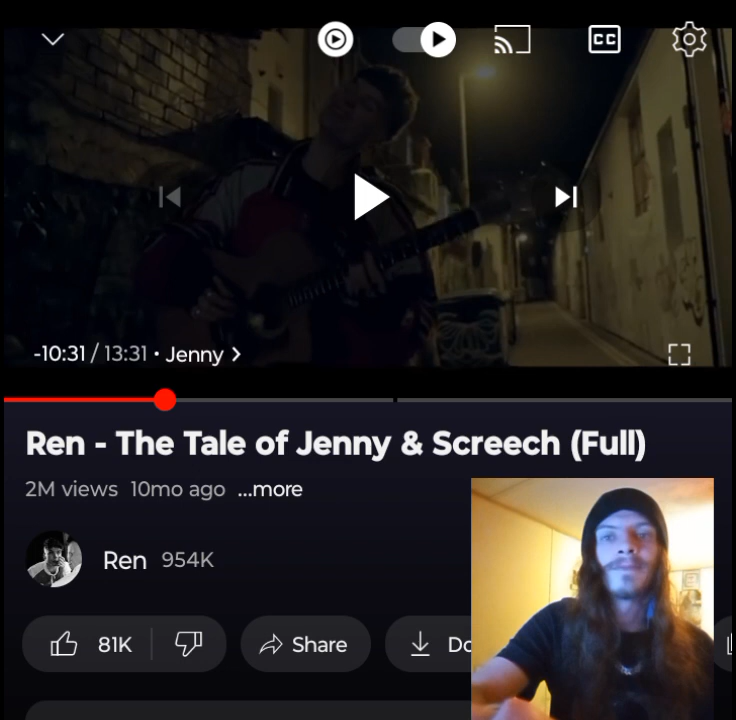 CC
-10:31 / 13:31 • Jenny >
Ren - The Tale of Jenny & Screech (Full)
2M views 10mo ago ...more
Ren 954K
81K Share Do